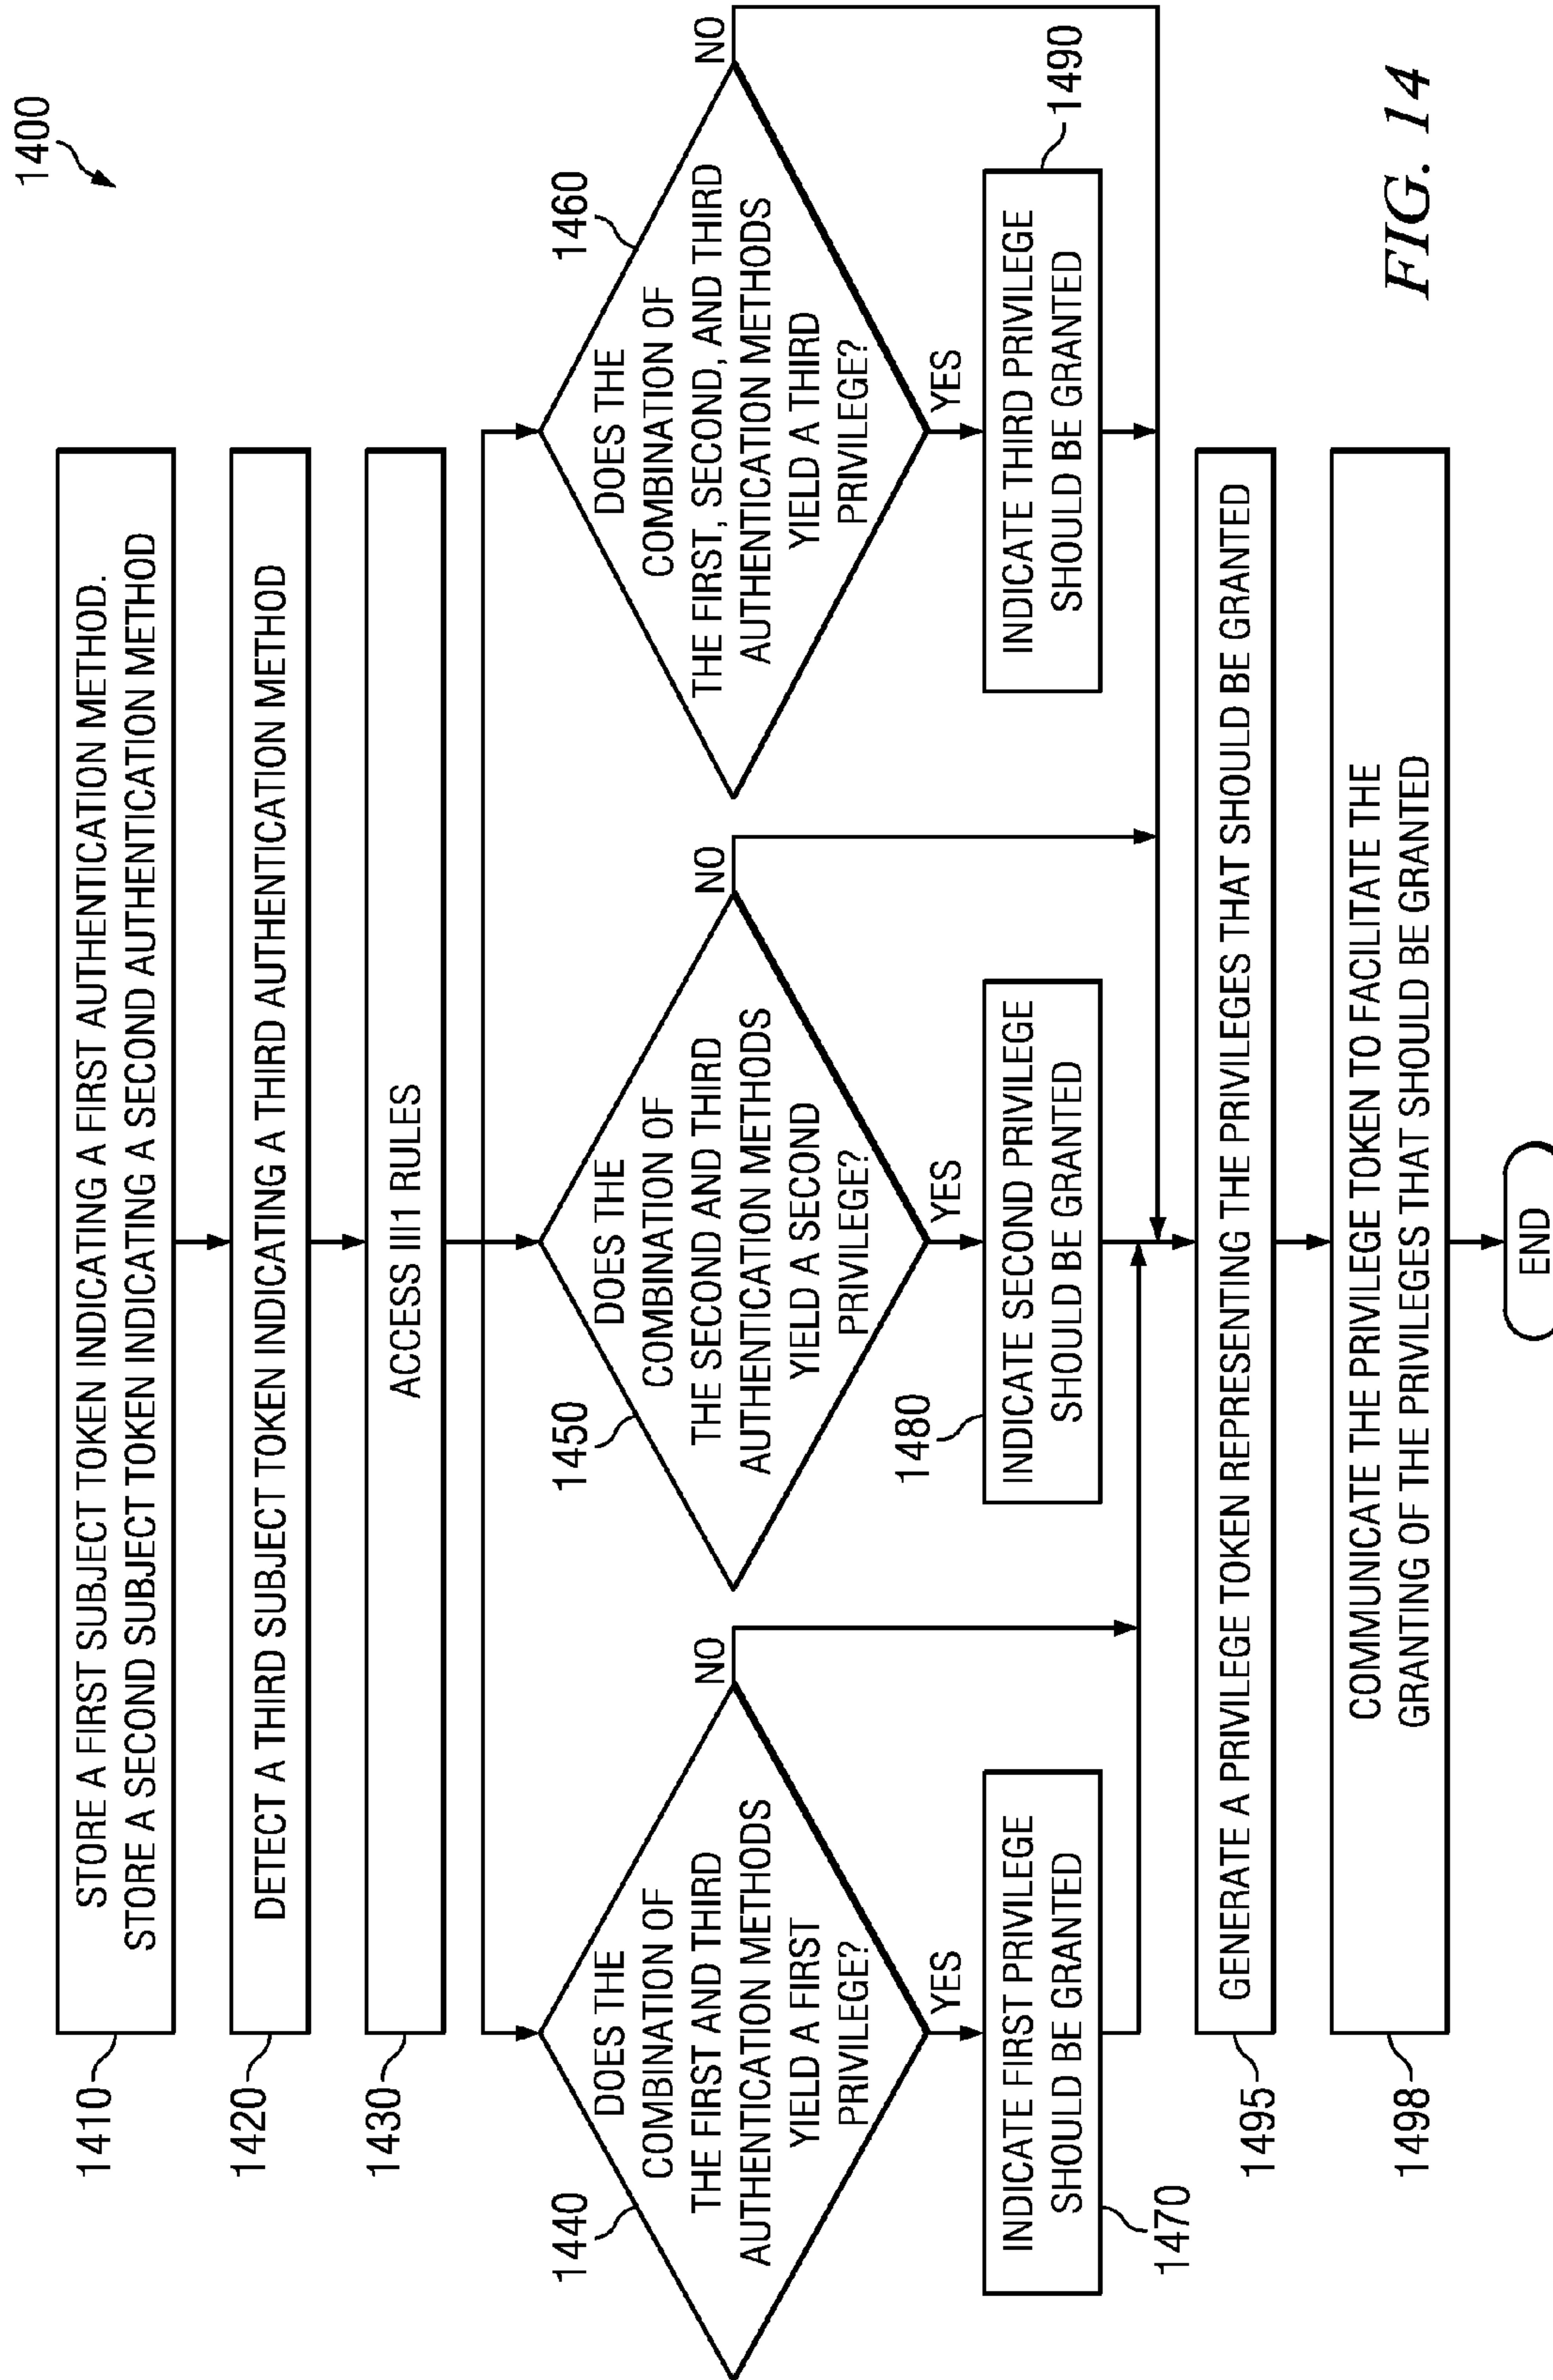 1400
1410
STORE A FIRST SUBJECT TOKEN INDICATING A FIRST AUTHENTICATION METHOD.
STORE A SECOND SUBJECT TOKEN INDICATING A SECOND AUTHENTICATION METHOD
1420
DETECT A THIRD SUBJECT TOKEN INDICATING A THIRD AUTHENTICATION METHOD
1430
ACCESS III1 RULES
1440
DOES THE
COMBINATION OF
THE FIRST AND THIRD
AUTHENTICATION METHODS
YIELD A FIRST
PRIVILEGE?
NO
YES
1450
DOES THE
COMBINATION OF
THE SECOND AND THIRD
AUTHENTICATION METHODS
YIELD A SECOND
PRIVILEGE?
NO
YES
1460
DOES THE
COMBINATION OF
THE FIRST, SECOND, AND THIRD
AUTHENTICATION METHODS
YIELD A THIRD
PRIVILEGE?
NO
YES
1470
INDICATE FIRST PRIVILEGE
SHOULD BE GRANTED
1480
INDICATE SECOND PRIVILEGE
SHOULD BE GRANTED
1490
INDICATE THIRD PRIVILEGE
SHOULD BE GRANTED
1495
GENERATE A PRIVILEGE TOKEN REPRESENTING THE PRIVILEGES THAT SHOULD BE GRANTED
1498
COMMUNICATE THE PRIVILEGE TOKEN TO FACILITATE THE
GRANTING OF THE PRIVILEGES THAT SHOULD BE GRANTED
END
FIG. 14